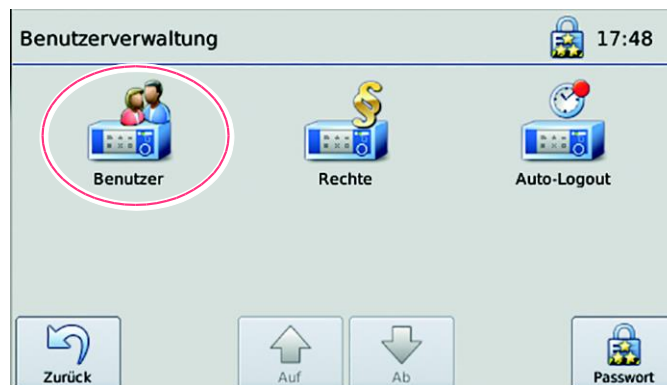 Benutzerverwaltung 17:48
Benutzer Rechte Auto-Logout
Zurück Auf Ab Passwort